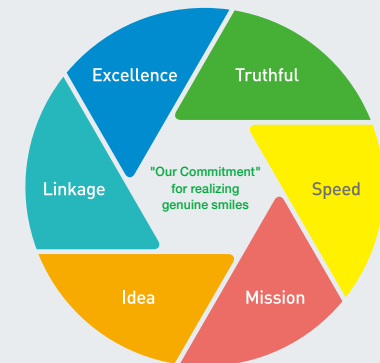 Excellence
Truthful
Linkage
"Our Commitment"
for realizing
genuine smiles
Speed
Idea
Mission